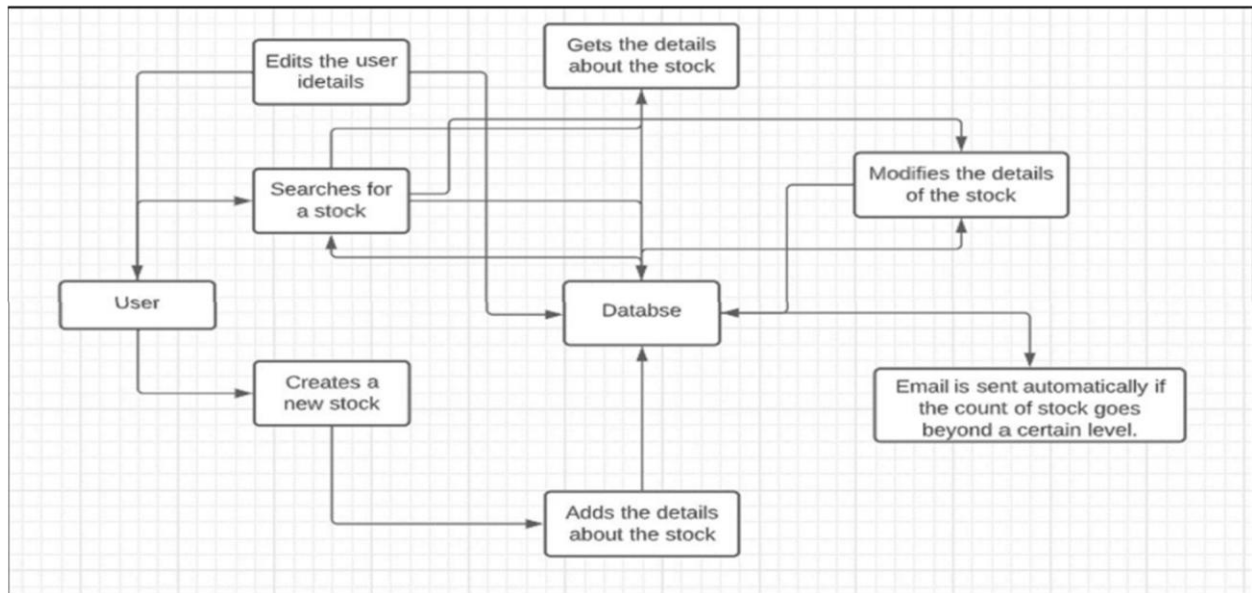 Edits the user
idetails
Gets the details
about the stock
Searches for
a stock
Modifies the details
of the stock
User
Databse
Creates a
new stock
Email is sent automatically if
the count of stock goes
beyond a certain level.
Adds the details
about the stock